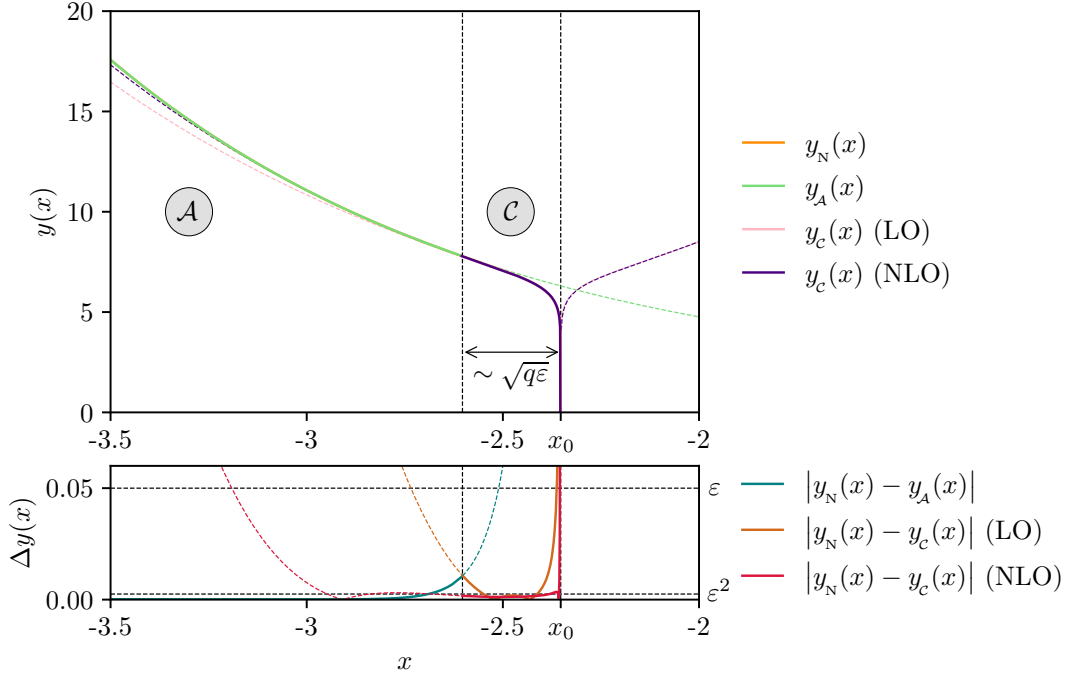 20
15
10
5
0
y(x)
𝒜
𝒞
∼ √qε
-3.5
-3
-2.5
x₀
-2
y_N(x)
y_𝒜(x)
y_𝒞(x) (LO)
y_𝒞(x) (NLO)
0.05
0.00
Δy(x)
ε
ε²
-3.5
-3
-2.5
x₀
-2
x
|y_N(x) − y_𝒜(x)|
|y_N(x) − y_𝒞(x)| (LO)
|y_N(x) − y_𝒞(x)| (NLO)